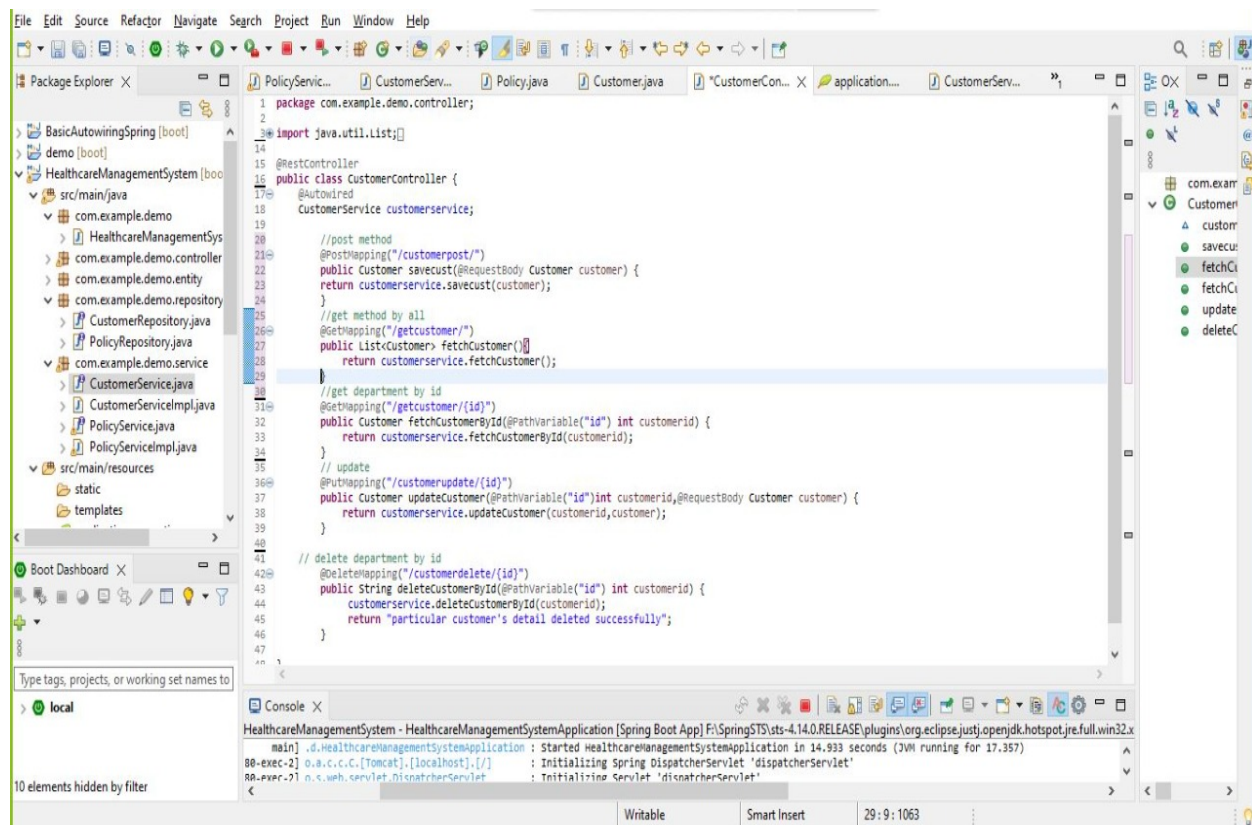 File Edit Source Refactor Navigate Search Project Run Window Help
Package Explorer
BasicAutowiringSpring [boot]
demo [boot]
HealthcareManagementSystem [boo
src/main/java
com.example.demo
HealthcareManagementSys
com.example.demo.controller
com.example.demo.entity
com.example.demo.repository
CustomerRepository.java
PolicyRepository.java
com.example.demo.service
CustomerService.java
CustomerServiceImpl.java
PolicyService.java
PolicyServiceImpl.java
src/main/resources
static
templates
Boot Dashboard
Type tags, projects, or working set names to
local
10 elements hidden by filter
PolicyServic... CustomerServ... Policy.java Customer.java *CustomerCon... application.... CustomerServ... »1
1 package com.example.demo.controller;
2
3 import java.util.List;
14
15 @RestController
16 public class CustomerController {
17 @Autowired
18 CustomerService customerservice;
19
20 //post method
21 @PostMapping("/customerpost/")
22 public Customer savecust(@RequestBody Customer customer) {
23 return customerservice.savecust(customer);
24 }
25 //get method by all
26 @GetMapping("/getcustomer/")
27 public List<Customer> fetchCustomer(){
28 return customerservice.fetchCustomer();
29 }
30 //get department by id
31 @GetMapping("/getcustomer/{id}")
32 public Customer fetchCustomerById(@PathVariable("id") int customerid) {
33 return customerservice.fetchCustomerById(customerid);
34 }
35 // update
36 @PutMapping("/customerupdate/{id}")
37 public Customer updateCustomer(@PathVariable("id")int customerid,@RequestBody Customer customer) {
38 return customerservice.updateCustomer(customerid,customer);
39 }
40
41 // delete department by id
42 @DeleteMapping("/customerdelete/{id}")
43 public String deleteCustomerById(@PathVariable("id") int customerid) {
44 customerservice.deleteCustomerById(customerid);
45 return "particular customer's detail deleted successfully";
46 }
47
Console
HealthcareManagementSystem - HealthcareManagementSystemApplication [Spring Boot App] F:\SpringSTS\sts-4.14.0.RELEASE\plugins\org.eclipse.justj.openjdk.hotspot.jre.full.win32.x
main] .d.HealthcareManagementSystemApplication : Started HealthcareManagementSystemApplication in 14.933 seconds (JVM running for 17.357)
80-exec-2] o.a.c.c.C.[Tomcat].[localhost].[/] : Initializing Spring DispatcherServlet 'dispatcherServlet'
80-exec-2] o.s.web.servlet.DispatcherServlet : Initializing Servlet 'dispatcherServlet'
com.exam
Customer
custom
savecu
fetchCu
fetchCu
update
deleteC
Writable Smart Insert 29 : 9 : 1063